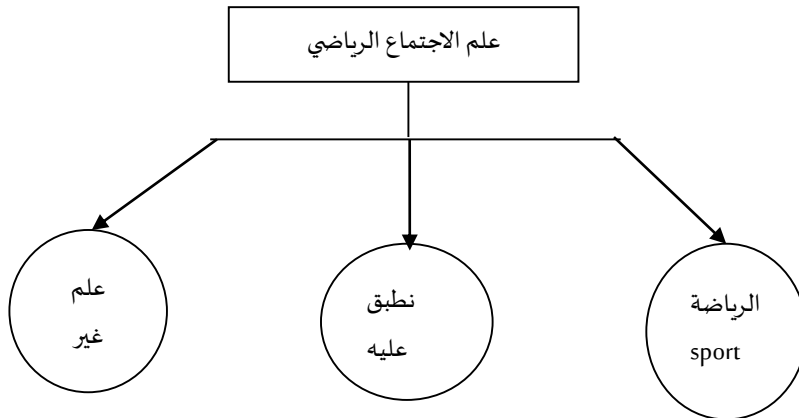 علم الاجتماع الرياضي
الرياضة
sport
نطبق
عليه
علم
غير